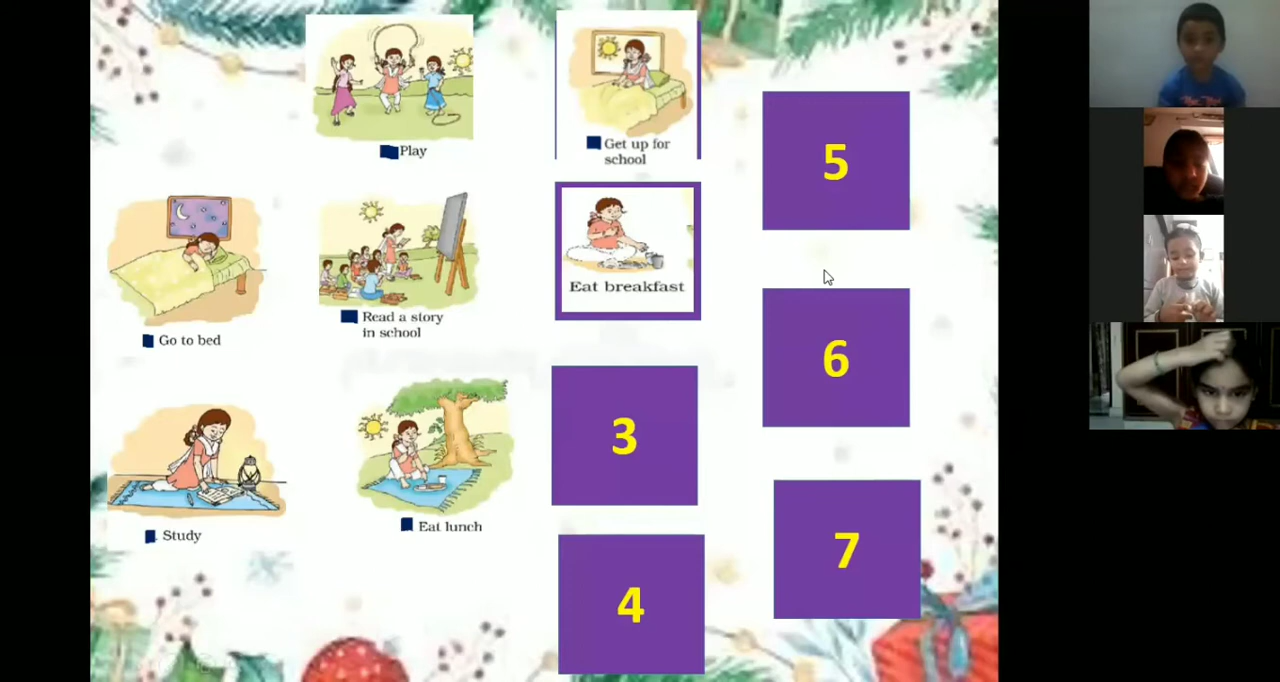 Play
Get up for
school
5
Go to bed
Read a story
in school
Eat breakfast
6
3
Study
Eat lunch
7
4